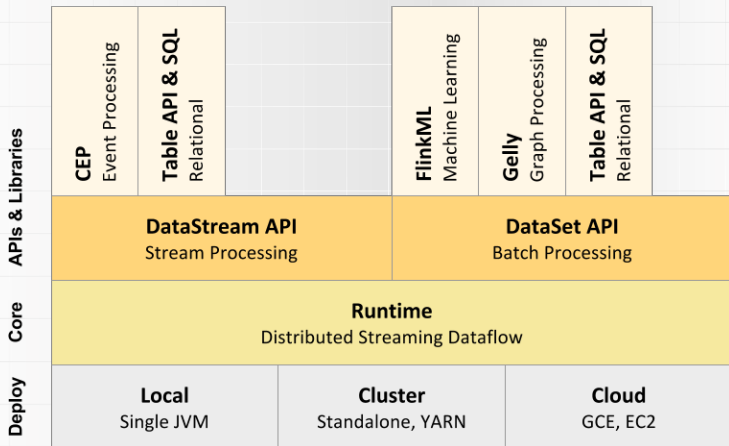 CEP
Event Processing
Table API & SQL
Relational
FlinkML
Machine Learning
Gelly
Graph Processing
Table API & SQL
Relational
APIs & Libraries
DataStream API
Stream Processing
DataSet API
Batch Processing
Core
Runtime
Distributed Streaming Dataflow
Deploy
Local
Single JVM
Cluster
Standalone, YARN
Cloud
GCE, EC2